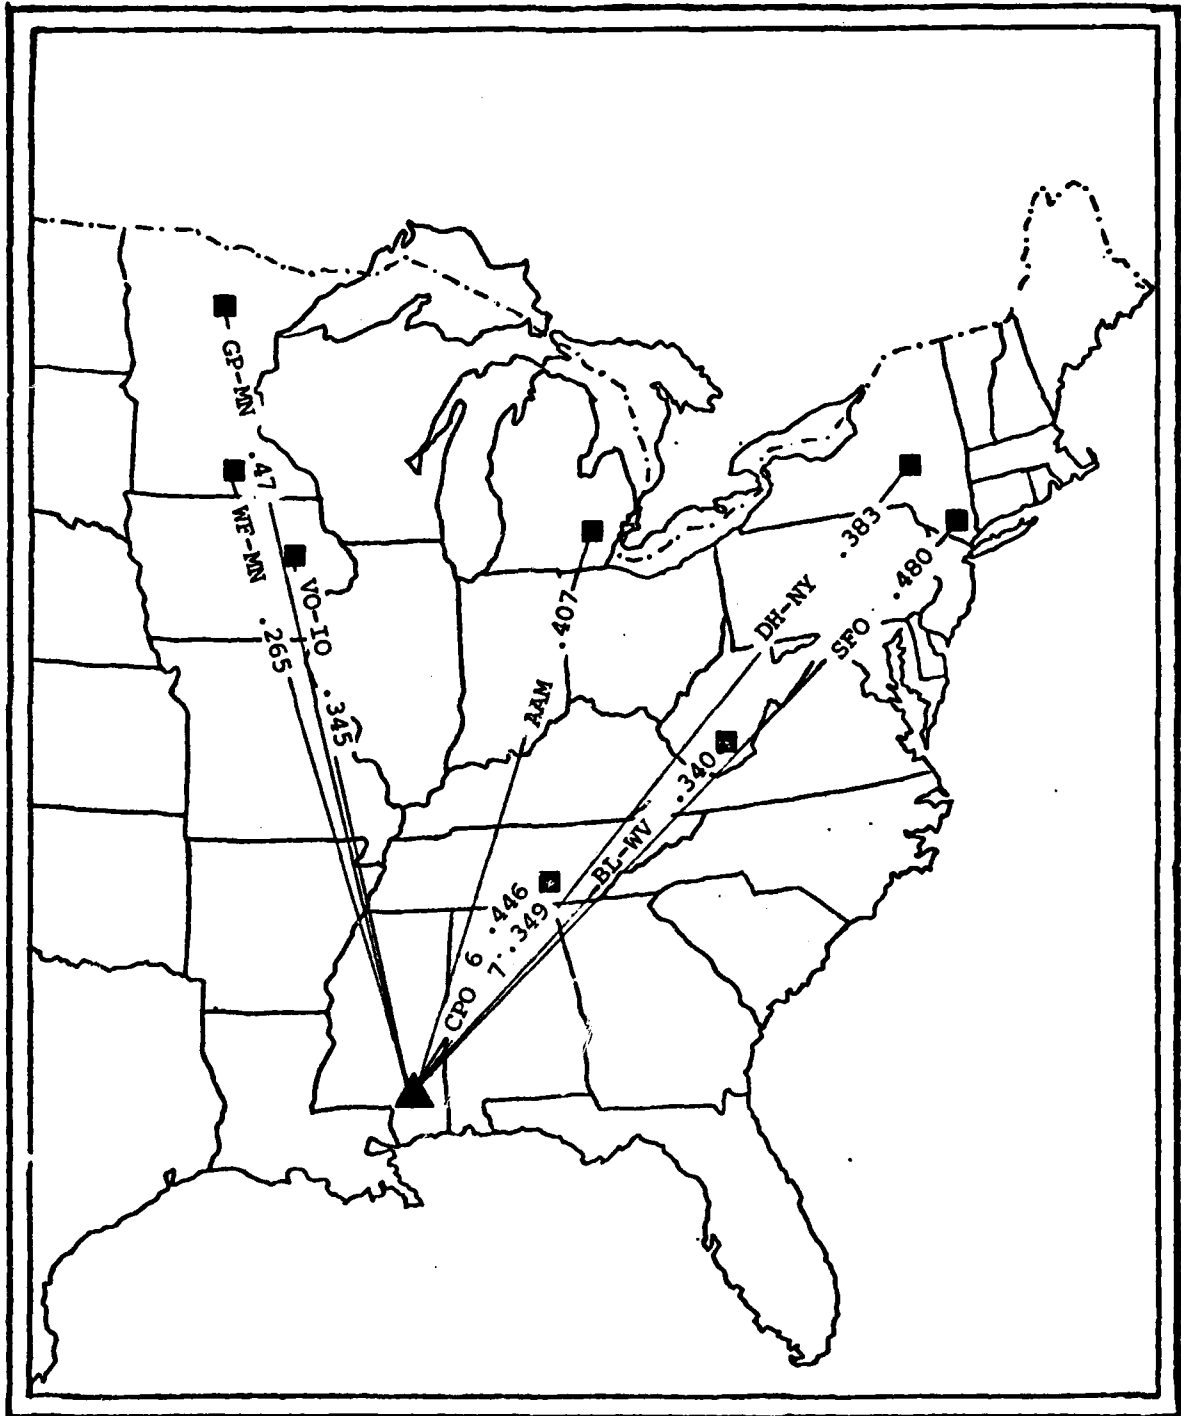 GP-MN .47
WF-MN .265
VO-IO .345
AAM .407
DH-NY .383
SFO .480
BL-WV .340
CPO 6 .446
7 .349